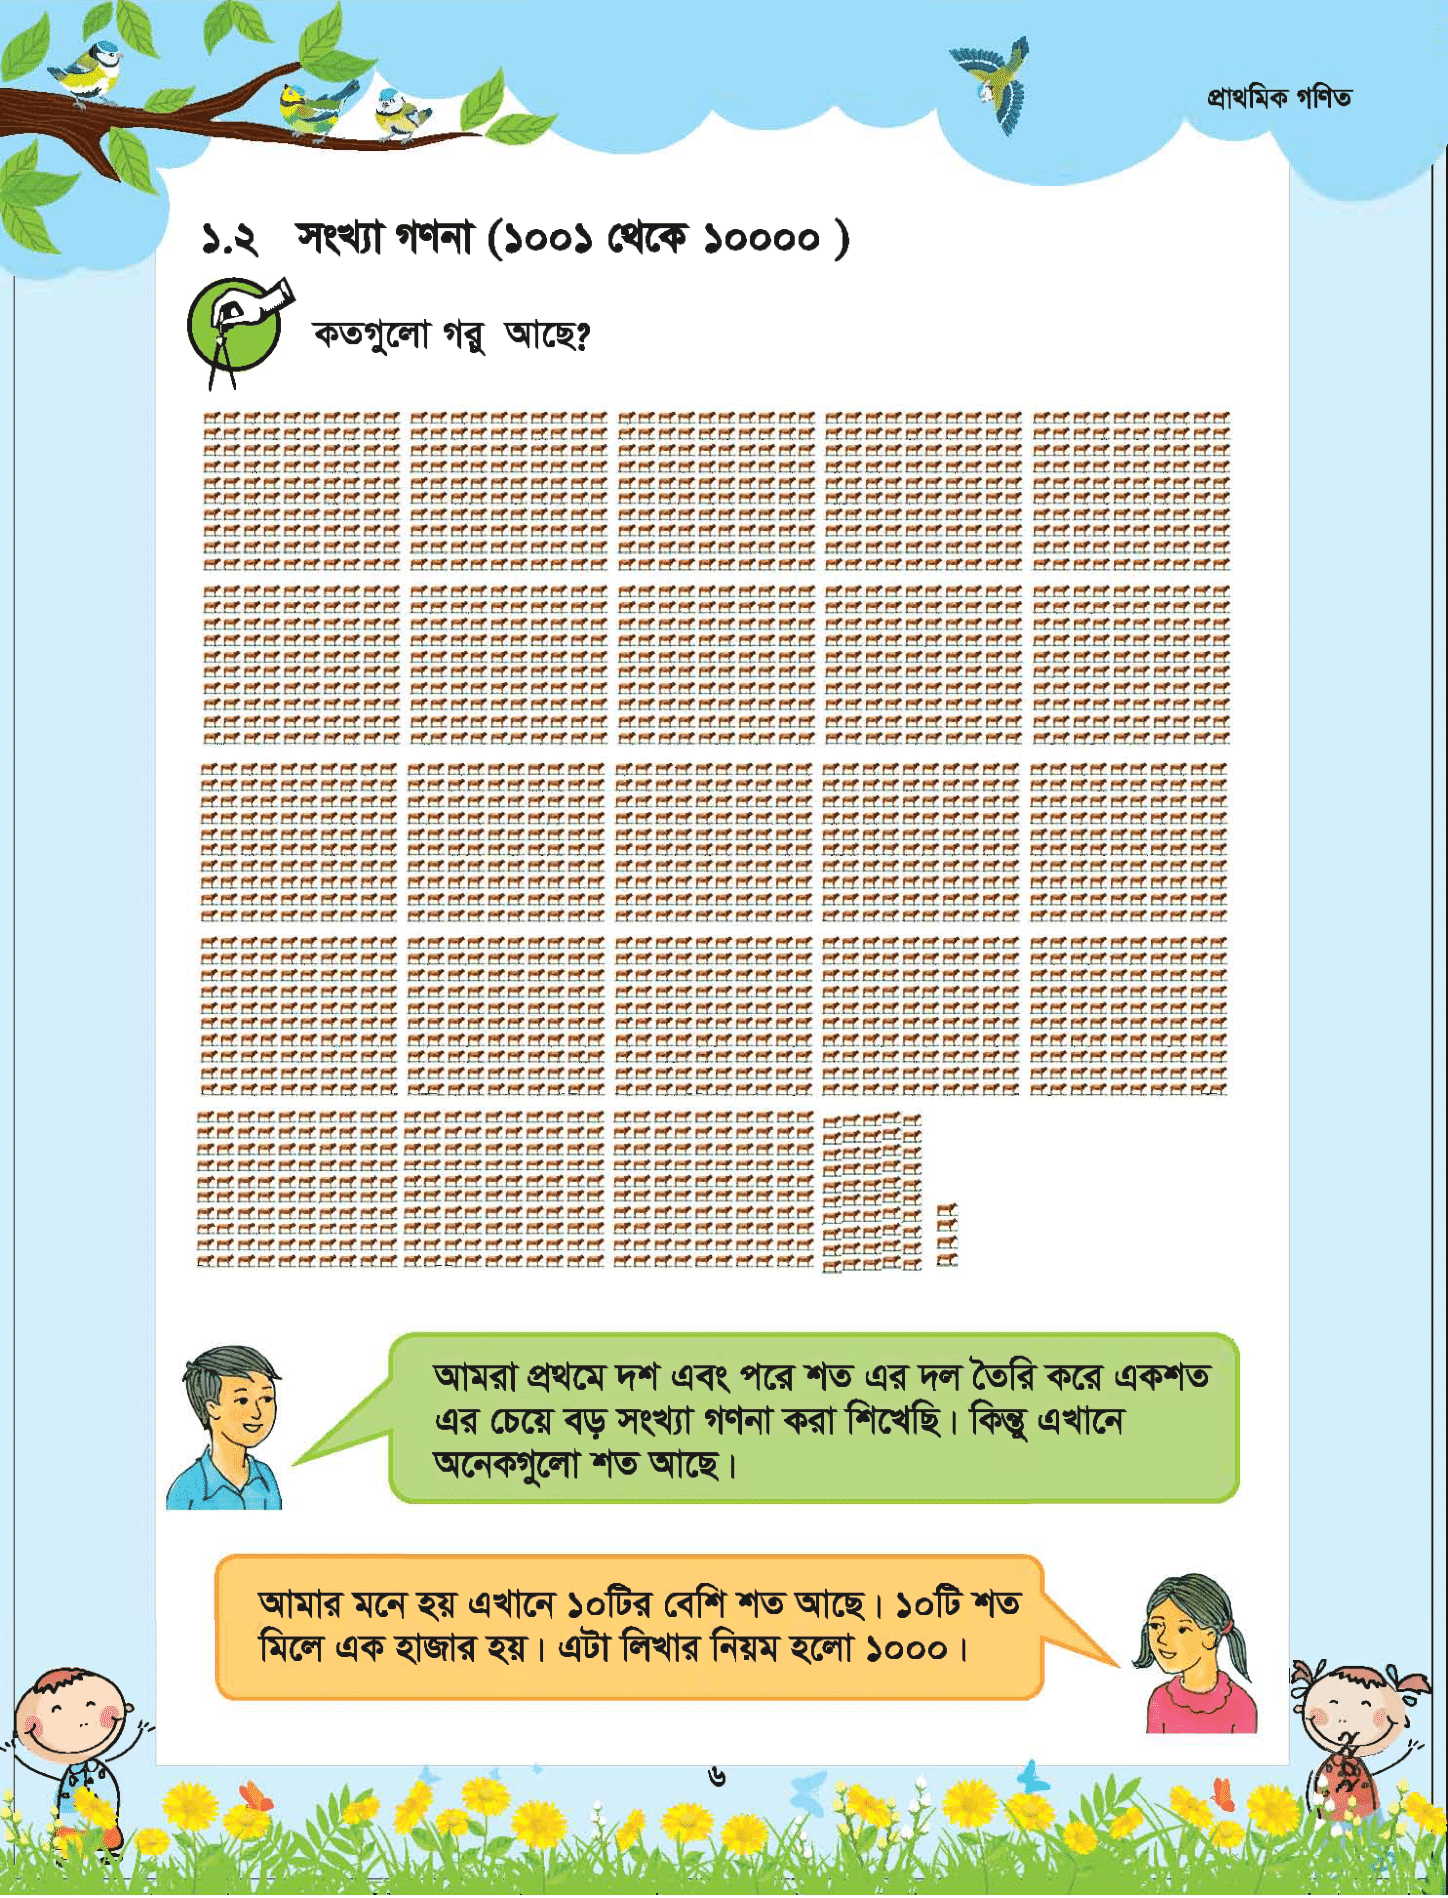 প্রাথমিক গণিত
১.২ সংখ্যা গণনা (১০০১ থেকে ১০০০০ )
কতগুলো গরু আছে?
আমরা প্রথমে দশ এবং পরে শত এর দল তৈরি করে একশত
এর চেয়ে বড় সংখ্যা গণনা করা শিখেছি। কিন্তু এখানে
অনেকগুলো শত আছে।
আমার মনে হয় এখানে ১০টির বেশি শত আছে। ১০টি শত
মিলে এক হাজার হয়। এটা লিখার নিয়ম হলো ১০০০।
৬